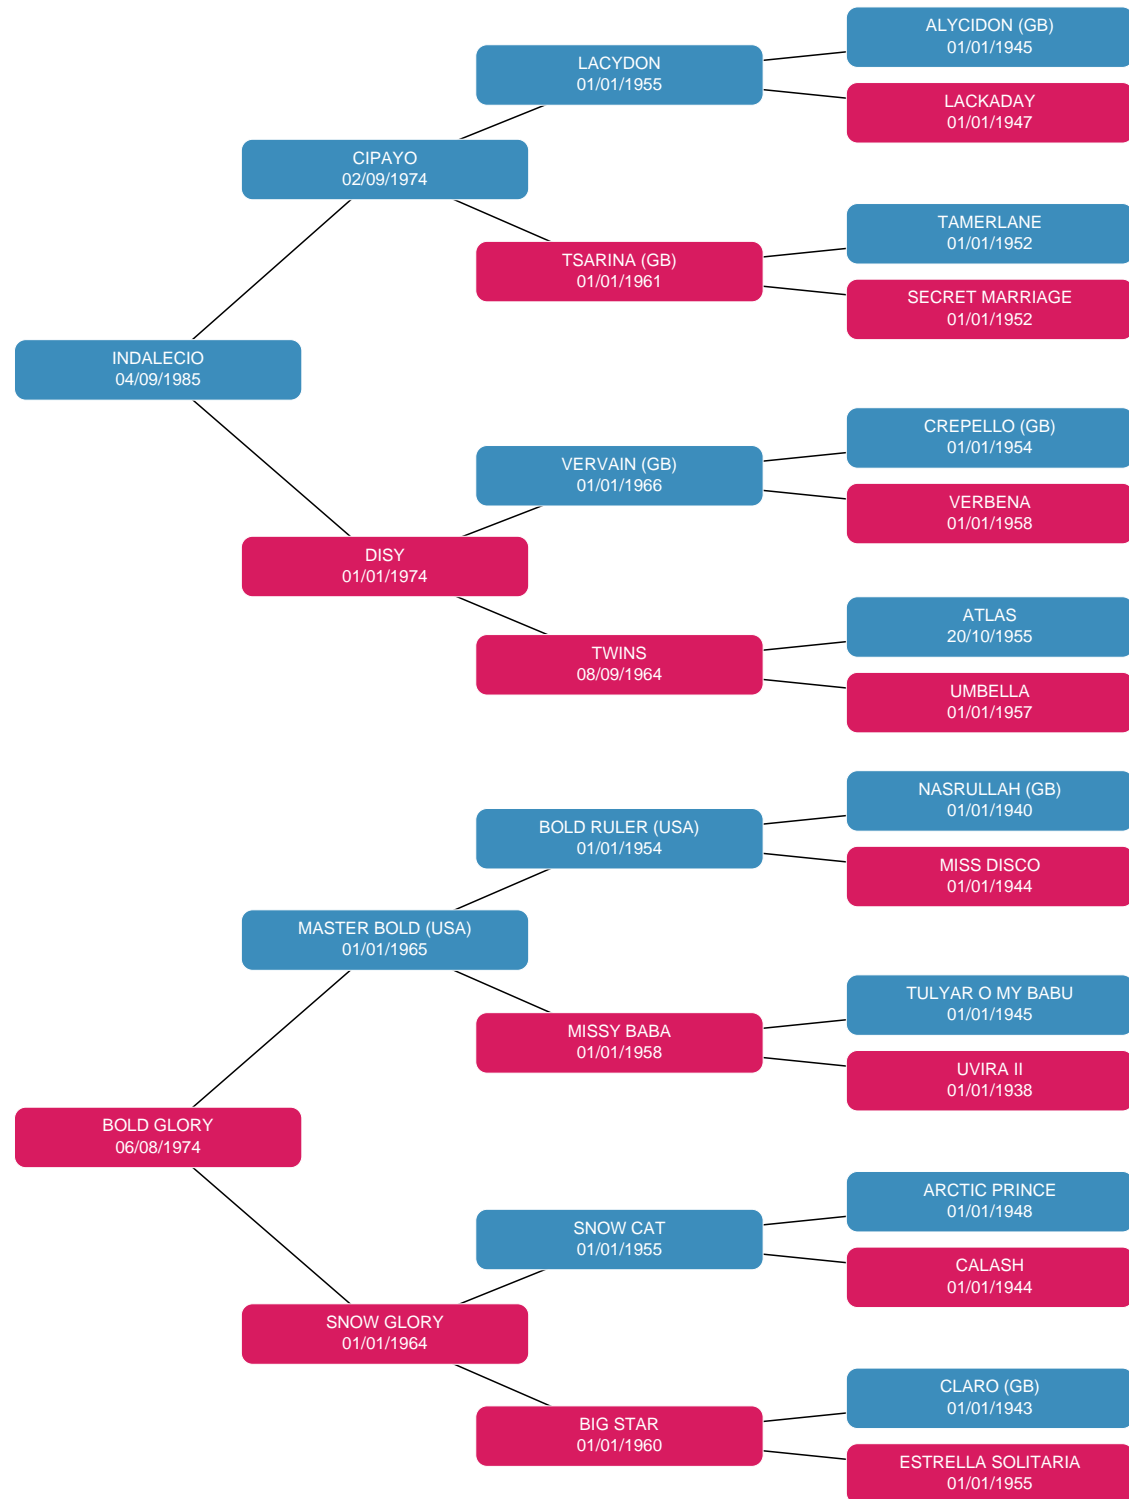 ALYCIDON (GB)
01/01/1945
LACYDON
01/01/1955
LACKADAY
01/01/1947
CIPAYO
02/09/1974
TAMERLANE
01/01/1952
TSARINA (GB)
01/01/1961
SECRET MARRIAGE
01/01/1952
INDALECIO
04/09/1985
CREPELLO (GB)
01/01/1954
VERVAIN (GB)
01/01/1966
VERBENA
01/01/1958
DISY
01/01/1974
ATLAS
20/10/1955
TWINS
08/09/1964
UMBELLA
01/01/1957
NASRULLAH (GB)
01/01/1940
BOLD RULER (USA)
01/01/1954
MISS DISCO
01/01/1944
MASTER BOLD (USA)
01/01/1965
TULYAR O MY BABU
01/01/1945
MISSY BABA
01/01/1958
UVIRA II
01/01/1938
BOLD GLORY
06/08/1974
ARCTIC PRINCE
01/01/1948
SNOW CAT
01/01/1955
CALASH
01/01/1944
SNOW GLORY
01/01/1964
CLARO (GB)
01/01/1943
BIG STAR
01/01/1960
ESTRELLA SOLITARIA
01/01/1955